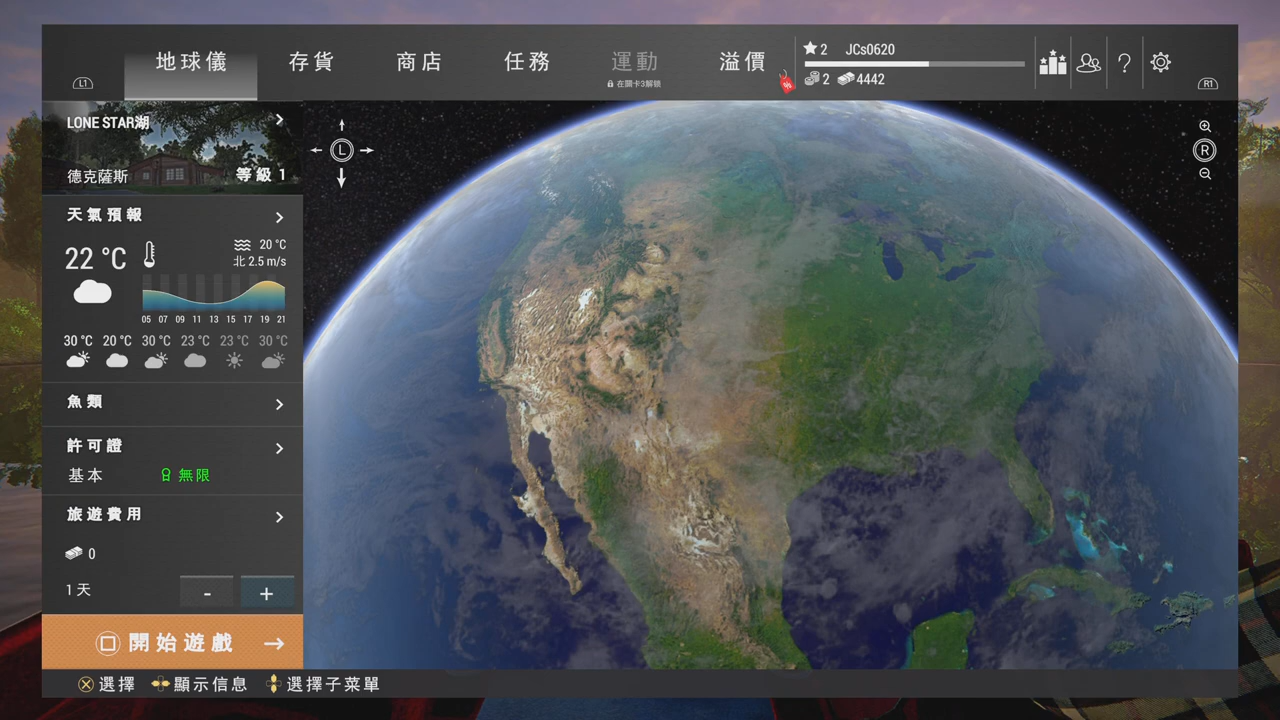 地球儀
存貨
商店
任務
運動
在關卡3解鎖
溢價
L1
2 JCs0620
2 4442
?
R1
LONE STAR湖
德克薩斯
等級 1
天氣預報
22 °C
20 °C
北 2.5 m/s
05 07 09 11 13 15 17 19 21
30 °C 20 °C 30 °C 23 °C 23 °C 30 °C
魚類
許可證
基本
無限
旅遊費用
0
1 天
-
+
開始遊戲
選擇
顯示信息
選擇子菜單
L
R